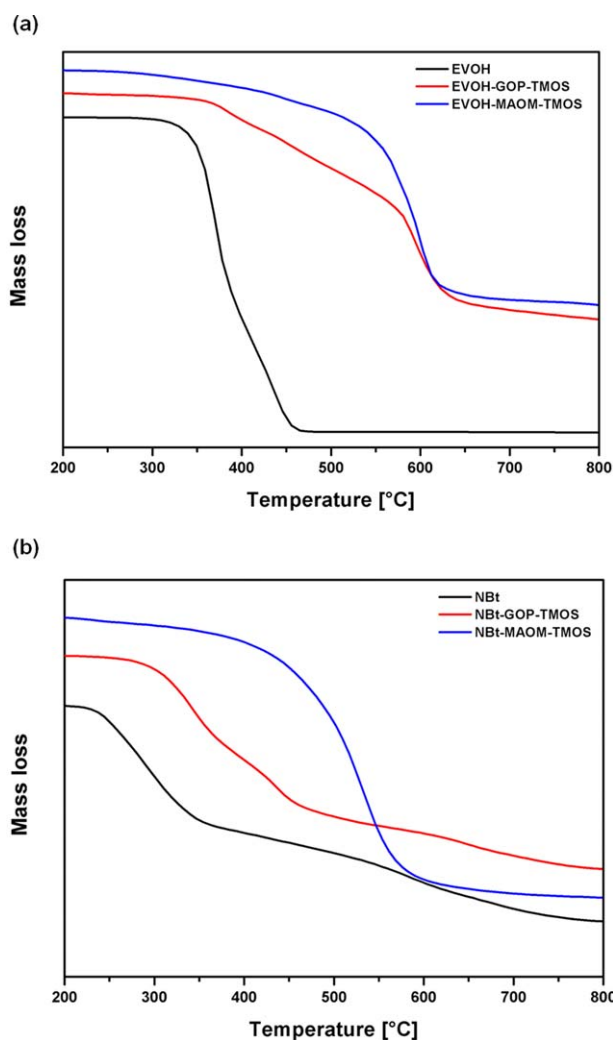 (a)
EVOH
EVOH-GOP-TMOS
EVOH-MAOM-TMOS
Mass loss
200 300 400 500 600 700 800
Temperature [°C]
(b)
NBt
NBt-GOP-TMOS
NBt-MAOM-TMOS
Mass loss
200 300 400 500 600 700 800
Temperature [°C]